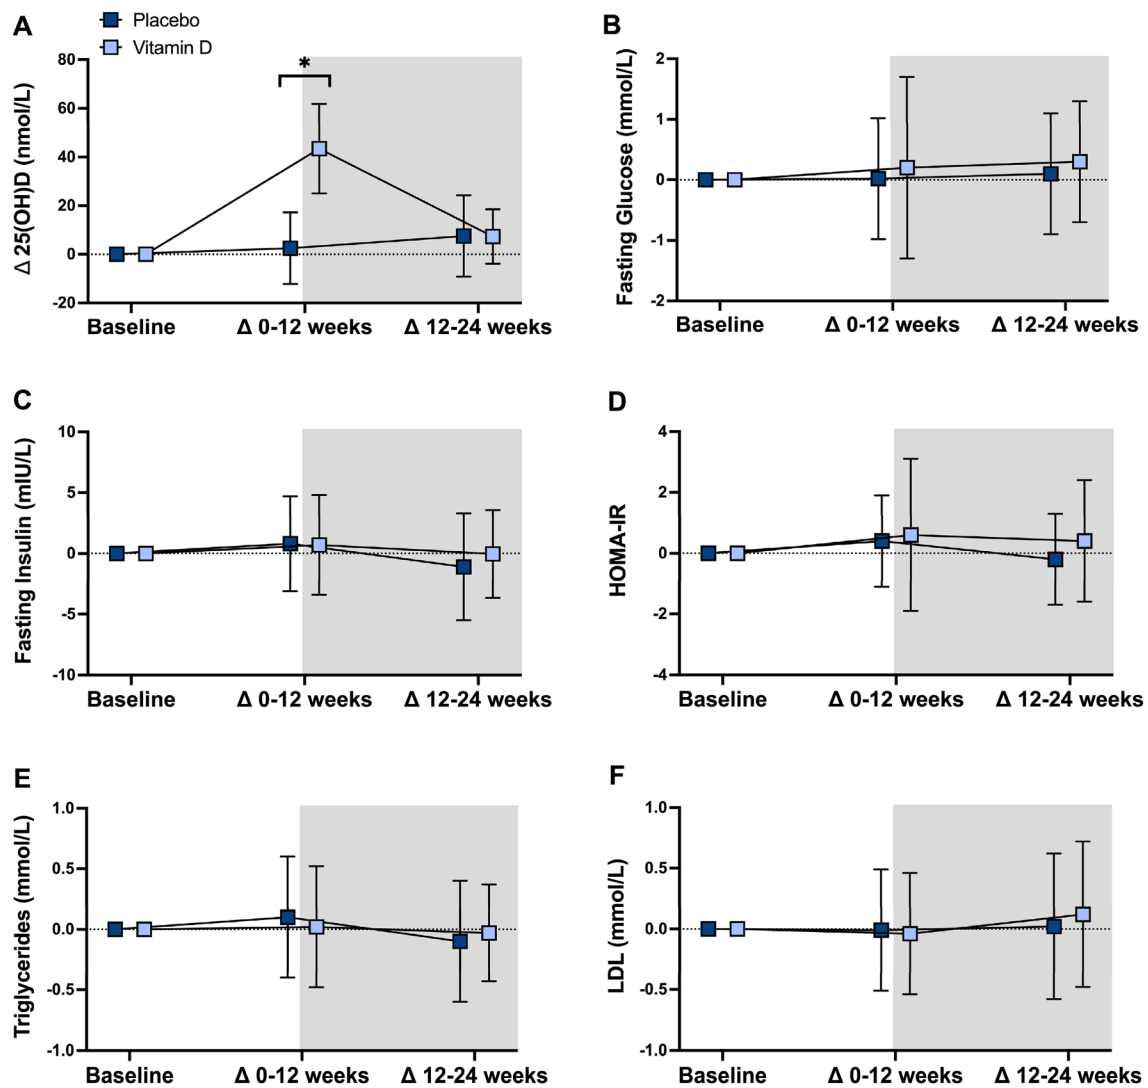 A
Placebo
Vitamin D
Δ 25(OH)D (nmol/L)
80
60
40
20
0
-20
*
Baseline
Δ 0-12 weeks
Δ 12-24 weeks
B
Fasting Glucose (mmol/L)
2
1
0
-1
-2
Baseline
Δ 0-12 weeks
Δ 12-24 weeks
C
Fasting Insulin (mIU/L)
10
5
0
-5
-10
Baseline
Δ 0-12 weeks
Δ 12-24 weeks
D
HOMA-IR
4
2
0
-2
-4
Baseline
Δ 0-12 weeks
Δ 12-24 weeks
E
Triglycerides (mmol/L)
1.0
0.5
0.0
-0.5
-1.0
Baseline
Δ 0-12 weeks
Δ 12-24 weeks
F
LDL (mmol/L)
1.0
0.5
0.0
-0.5
-1.0
Baseline
Δ 0-12 weeks
Δ 12-24 weeks